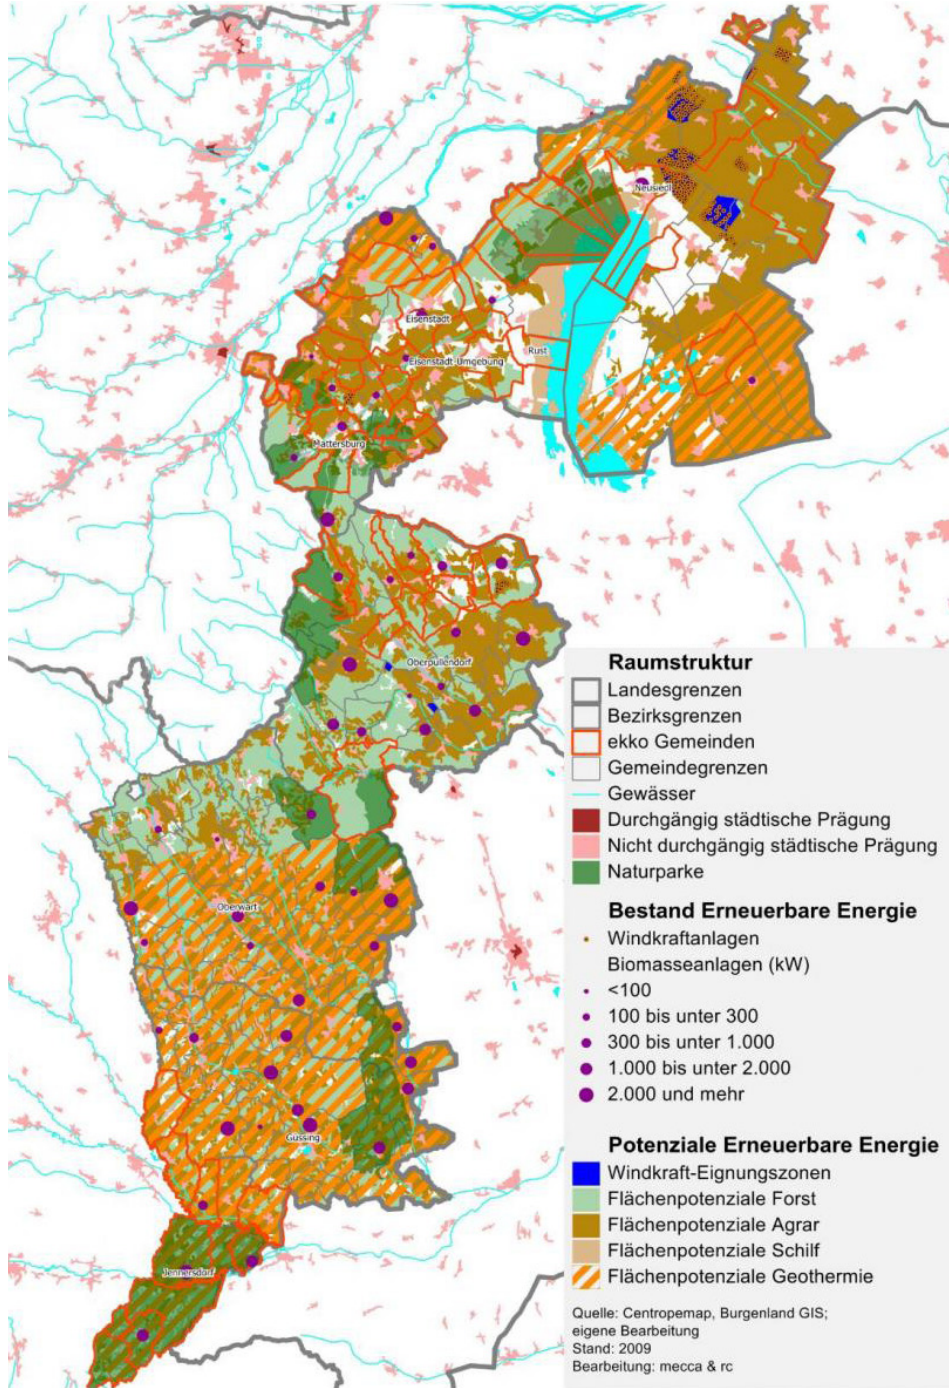 Neusiedl
Eisenstadt
Rust
Eisenstadt-Umgebung
Mattersburg
Oberpullendorf
Oberwart
Güssing
Jennersdorf
Raumstruktur
Landesgrenzen
Bezirksgrenzen
ekko Gemeinden
Gemeindegrenzen
Gewässer
Durchgängig städtische Prägung
Nicht durchgängig städtische Prägung
Naturparke
Bestand Erneuerbare Energie
Windkraftanlagen
Biomasseanlagen (kW)
<100
100 bis unter 300
300 bis unter 1.000
1.000 bis unter 2.000
2.000 und mehr
Potenziale Erneuerbare Energie
Windkraft-Eignungszonen
Flächenpotenziale Forst
Flächenpotenziale Agrar
Flächenpotenziale Schilf
Flächenpotenziale Geothermie
Quelle: Centropemap, Burgenland GIS;
eigene Bearbeitung
Stand: 2009
Bearbeitung: mecca & rc